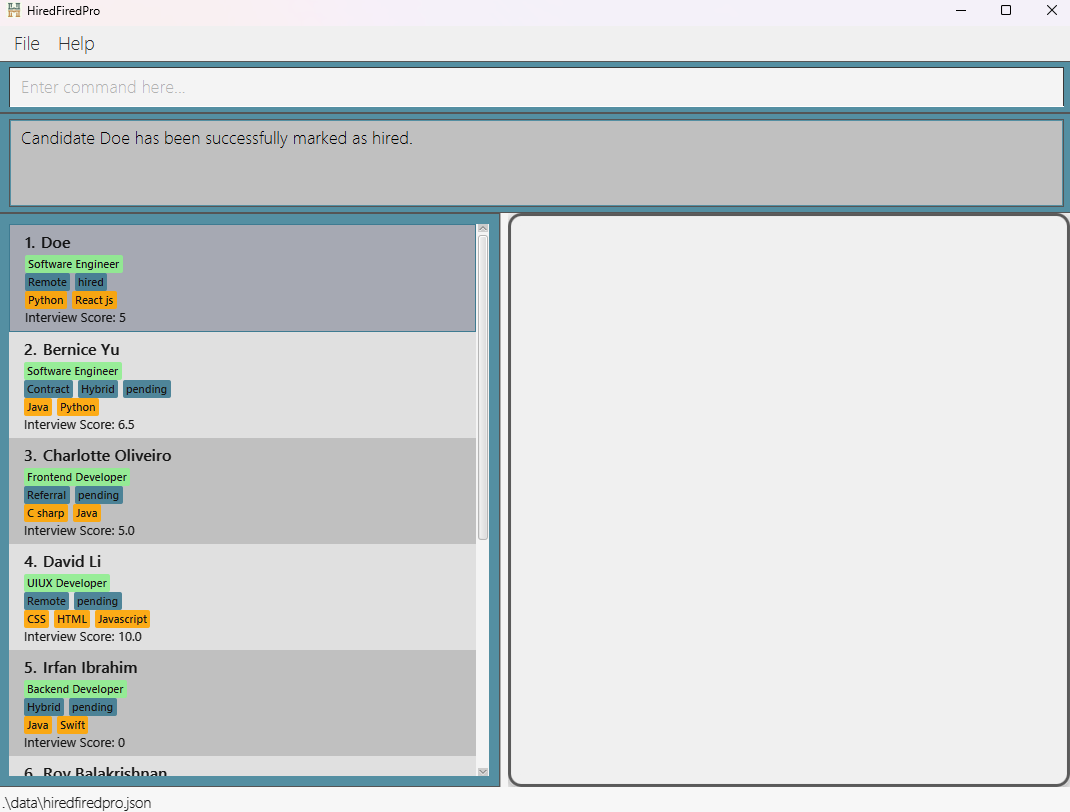 HiredFiredPro
File Help
Enter command here...
Candidate Doe has been successfully marked as hired.
1. Doe
Software Engineer
Remote hired
Python React js
Interview Score: 5
2. Bernice Yu
Software Engineer
Contract Hybrid pending
Java Python
Interview Score: 6.5
3. Charlotte Oliveiro
Frontend Developer
Referral pending
C sharp Java
Interview Score: 5.0
4. David Li
UIUX Developer
Remote pending
CSS HTML Javascript
Interview Score: 10.0
5. Irfan Ibrahim
Backend Developer
Hybrid pending
Java Swift
Interview Score: 0
6. Roy Balakrishnan
.\data\hiredfiredpro.json